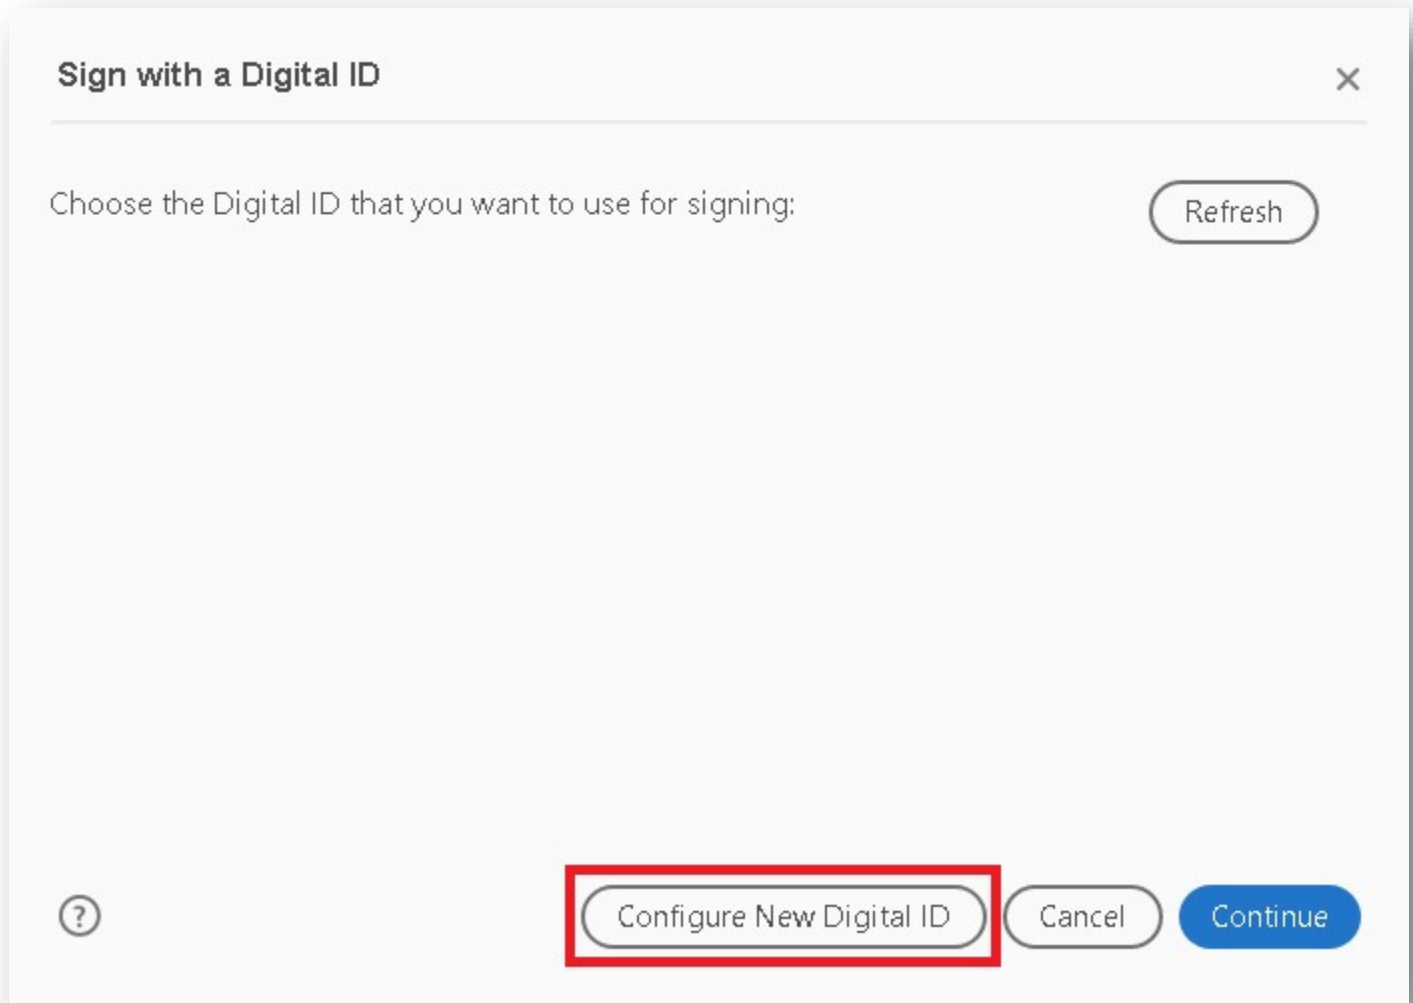 Sign with a Digital ID
Choose the Digital ID that you want to use for signing:
Refresh
Configure New Digital ID
Cancel
Continue